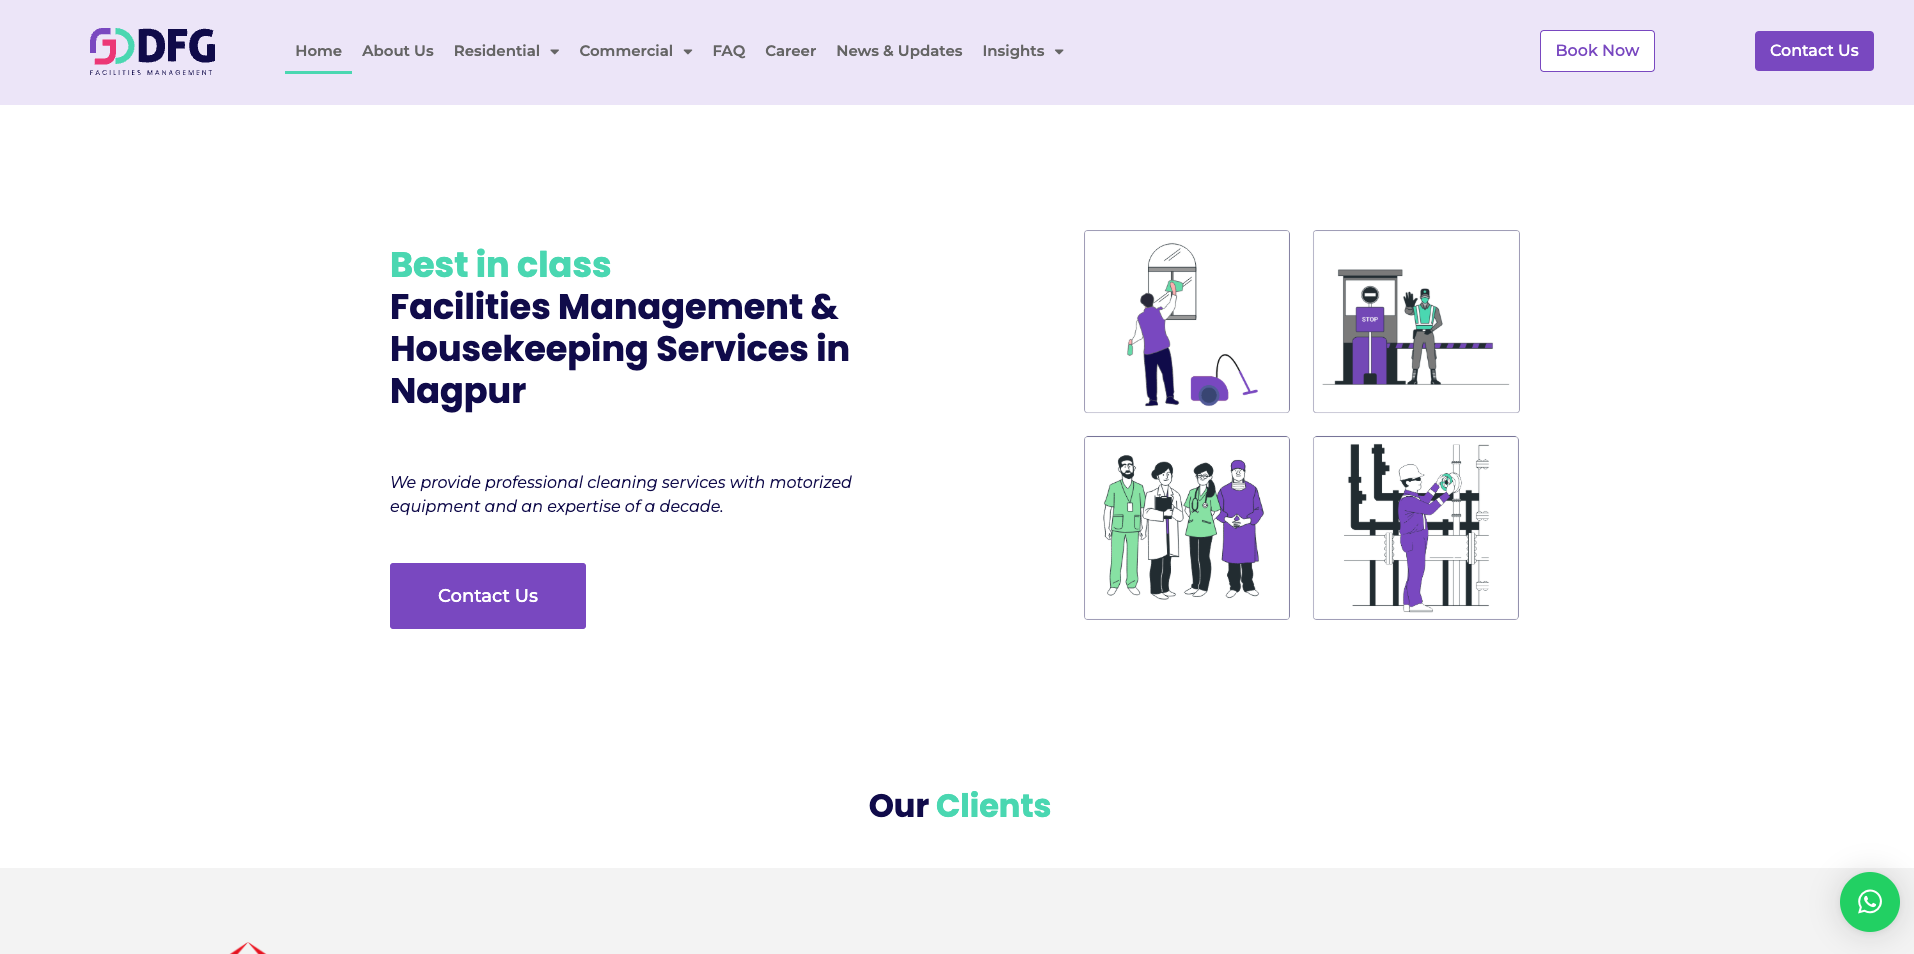 DFG
FACILITIES MANAGEMENT
Home About Us Residential Commercial FAQ Career News & Updates Insights
Book Now
Contact Us
Best in class
Facilities Management &
Housekeeping Services in
Nagpur
We provide professional cleaning services with motorized
equipment and an expertise of a decade.
Contact Us
STOP
Our Clients